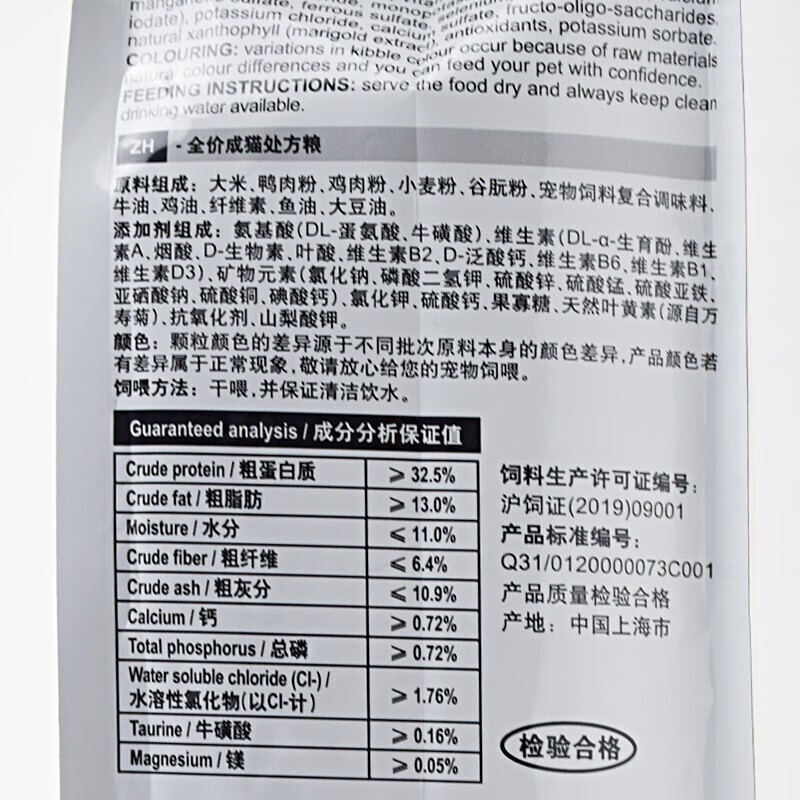 iodate), potassium chloride, calcium sulfate, fructo-oligo-saccharides,
natural xanthophyll (marigold extract), antioxidants, potassium sorbate.
COLOURING: variations in kibble colour occur because of raw materials
natural colour differences and you can feed your pet with confidence.
FEEDING INSTRUCTIONS: serve the food dry and always keep clean
drinking water available.
ZH - 全价成猫处方粮
原料组成：大米、鸭肉粉、鸡肉粉、小麦粉、谷朊粉、宠物饲料复合调味料、
牛油、鸡油、纤维素、鱼油、大豆油。
添加剂组成：氨基酸(DL-蛋氨酸、牛磺酸)、维生素(DL-α-生育酚、维生
素A、烟酸、D-生物素、叶酸、维生素B2、D-泛酸钙、维生素B6、维生素B1、
维生素D3)、矿物元素(氯化钠、磷酸二氢钾、硫酸锌、硫酸锰、硫酸亚铁、
亚硒酸钠、硫酸铜、碘酸钙)、氯化钾、硫酸钙、果寡糖、天然叶黄素(源自万
寿菊)、抗氧化剂、山梨酸钾。
颜色：颗粒颜色的差异源于不同批次原料本身的颜色差异，产品颜色若
有差异属于正常现象，敬请放心给您的宠物饲喂。
饲喂方法：干喂，并保证清洁饮水。
Guaranteed analysis / 成分分析保证值
Crude protein / 粗蛋白质 ⩾ 32.5%
Crude fat / 粗脂肪 ⩾ 13.0%
Moisture / 水分 ⩽ 11.0%
Crude fiber / 粗纤维 ⩽ 6.4%
Crude ash / 粗灰分 ⩽ 10.9%
Calcium / 钙 ⩾ 0.72%
Total phosphorus / 总磷 ⩾ 0.72%
Water soluble chloride (Cl-) /
水溶性氯化物(以Cl-计) ⩾ 1.76%
Taurine / 牛磺酸 ⩾ 0.16%
Magnesium / 镁 ⩾ 0.05%
饲料生产许可证编号：
沪饲证(2019)09001
产品标准编号：
Q31/0120000073C001
产品质量检验合格
产地：中国上海市
检验合格